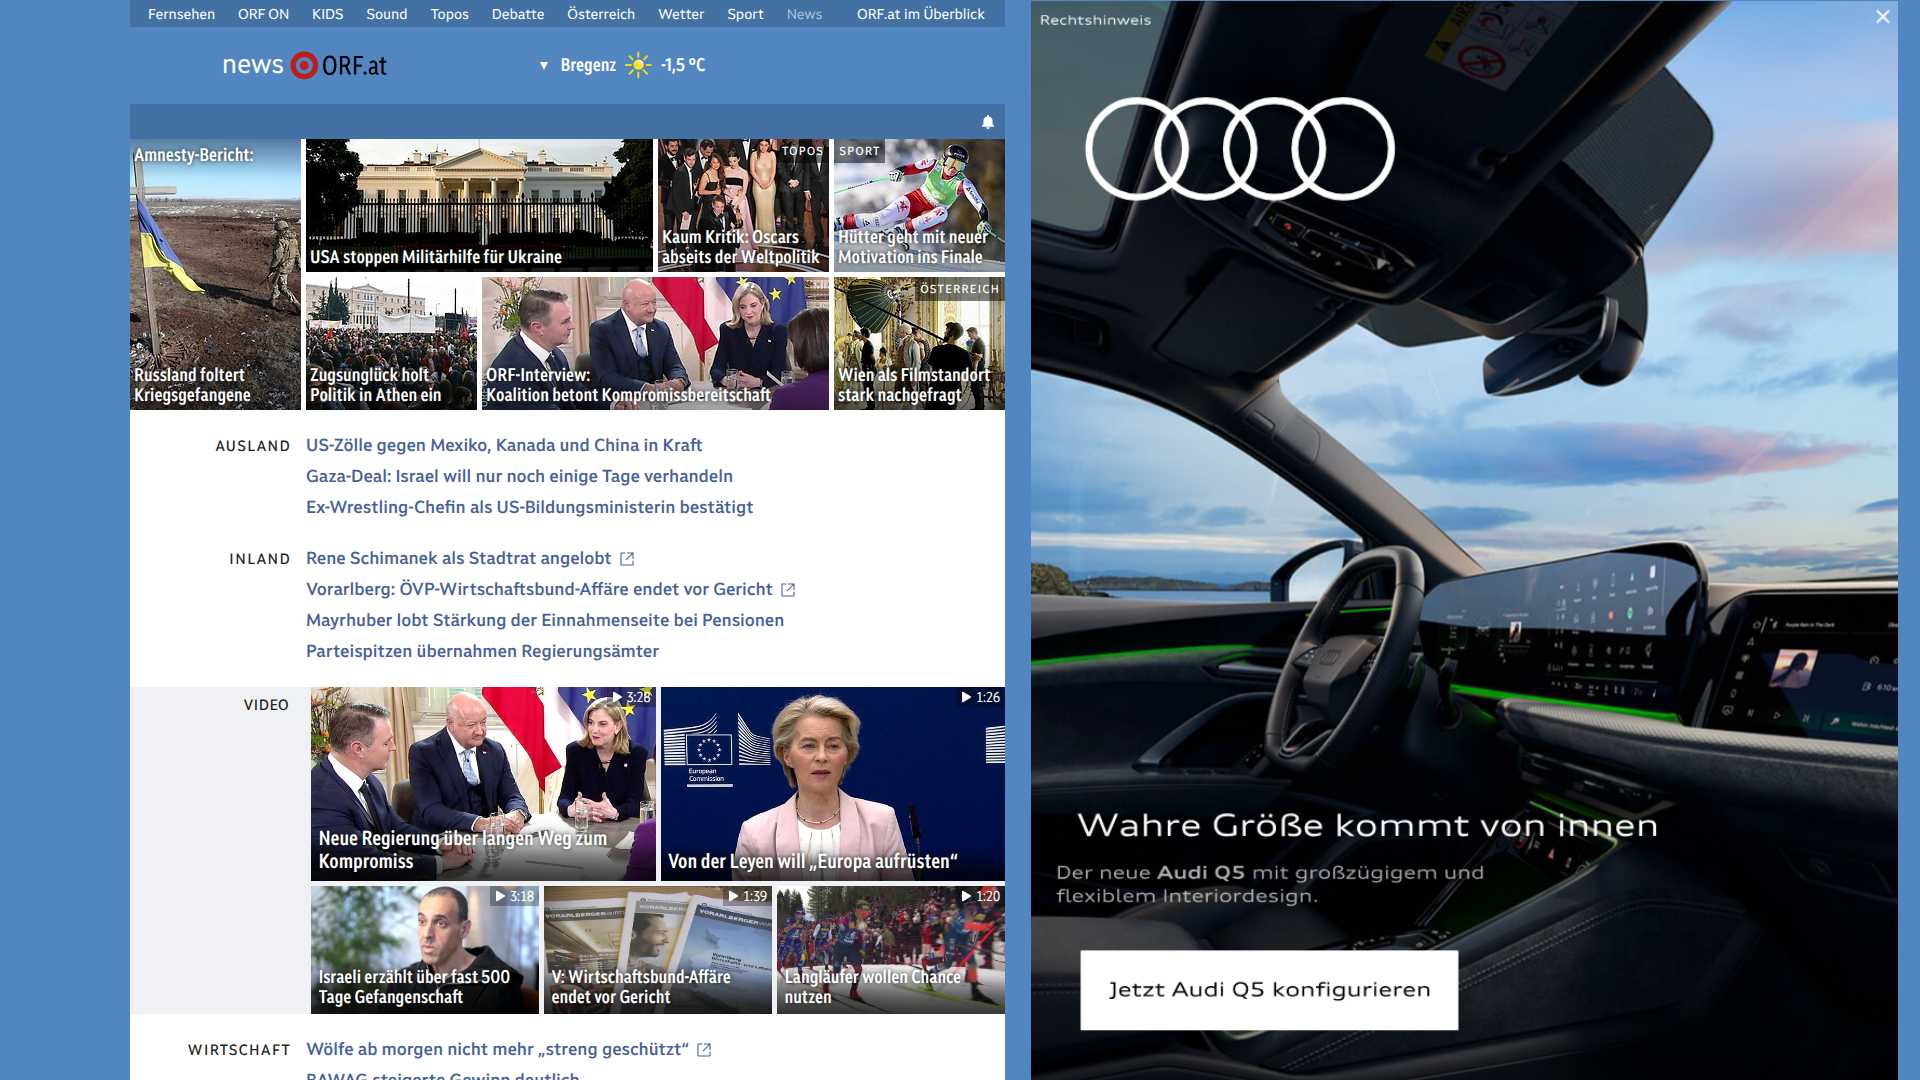 Fernsehen ORF ON KIDS Sound Topos Debatte Österreich Wetter Sport News ORF.at im Überblick
news ORF.at
Bregenz -1,5 °C
Amnesty-Bericht:
Russland foltert
Kriegsgefangene
USA stoppen Militärhilfe für Ukraine
TOPOS
Kaum Kritik: Oscars
abseits der Weltpolitik
SPORT
Hütter geht mit neuer
Motivation ins Finale
Zugsunglück holt
Politik in Athen ein
ORF-Interview:
Koalition betont Kompromissbereitschaft
ÖSTERREICH
Wien als Filmstandort
stark nachgefragt
AUSLAND
US-Zölle gegen Mexiko, Kanada und China in Kraft
Gaza-Deal: Israel will nur noch einige Tage verhandeln
Ex-Wrestling-Chefin als US-Bildungsministerin bestätigt
INLAND
Rene Schimanek als Stadtrat angelobt
Vorarlberg: ÖVP-Wirtschaftsbund-Affäre endet vor Gericht
Mayrhuber lobt Stärkung der Einnahmenseite bei Pensionen
Parteispitzen übernahmen Regierungsämter
VIDEO
3:28
Neue Regierung über langen Weg zum
Kompromiss
1:26
European
Commission
Von der Leyen will „Europa aufrüsten“
3:18
Israeli erzählt über fast 500
Tage Gefangenschaft
1:39
V: Wirtschaftsbund-Affäre
endet vor Gericht
1:20
Langläufer wollen Chance
nutzen
WIRTSCHAFT
Wölfe ab morgen nicht mehr „streng geschützt“
BAWAG steigerte Gewinn deutlich
Rechtshinweis
Wahre Größe kommt von innen
Der neue Audi Q5 mit großzügigem und
flexiblem Interiordesign.
Jetzt Audi Q5 konfigurieren